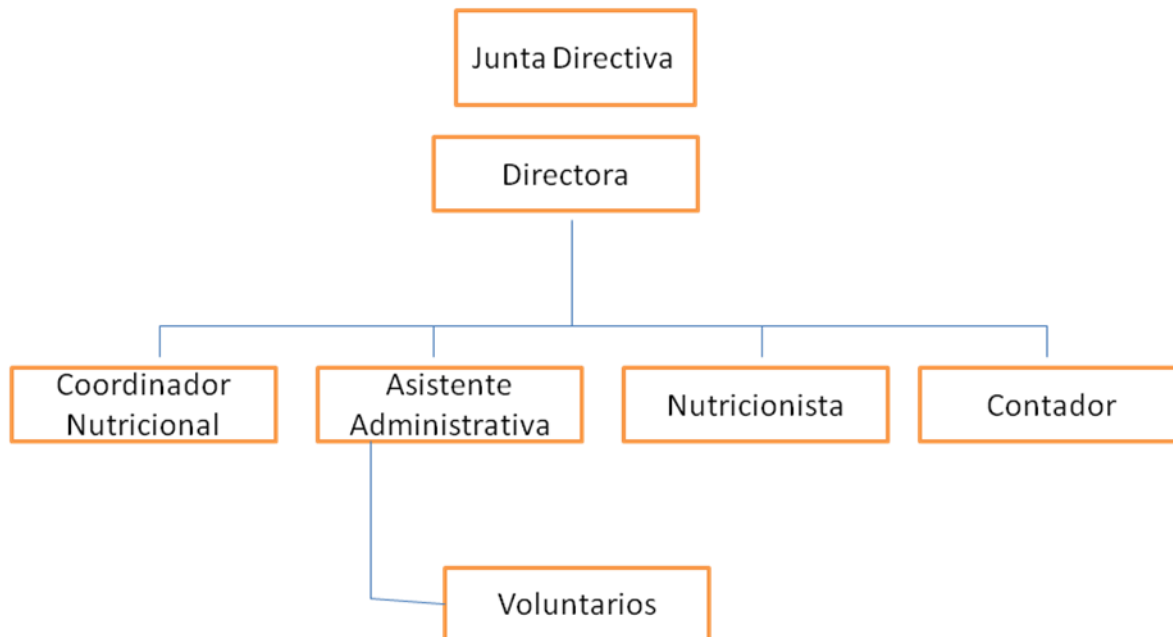 Junta Directiva
Directora
Coordinador
Nutricional
Asistente
Administrativa
Nutricionista
Contador
Voluntarios